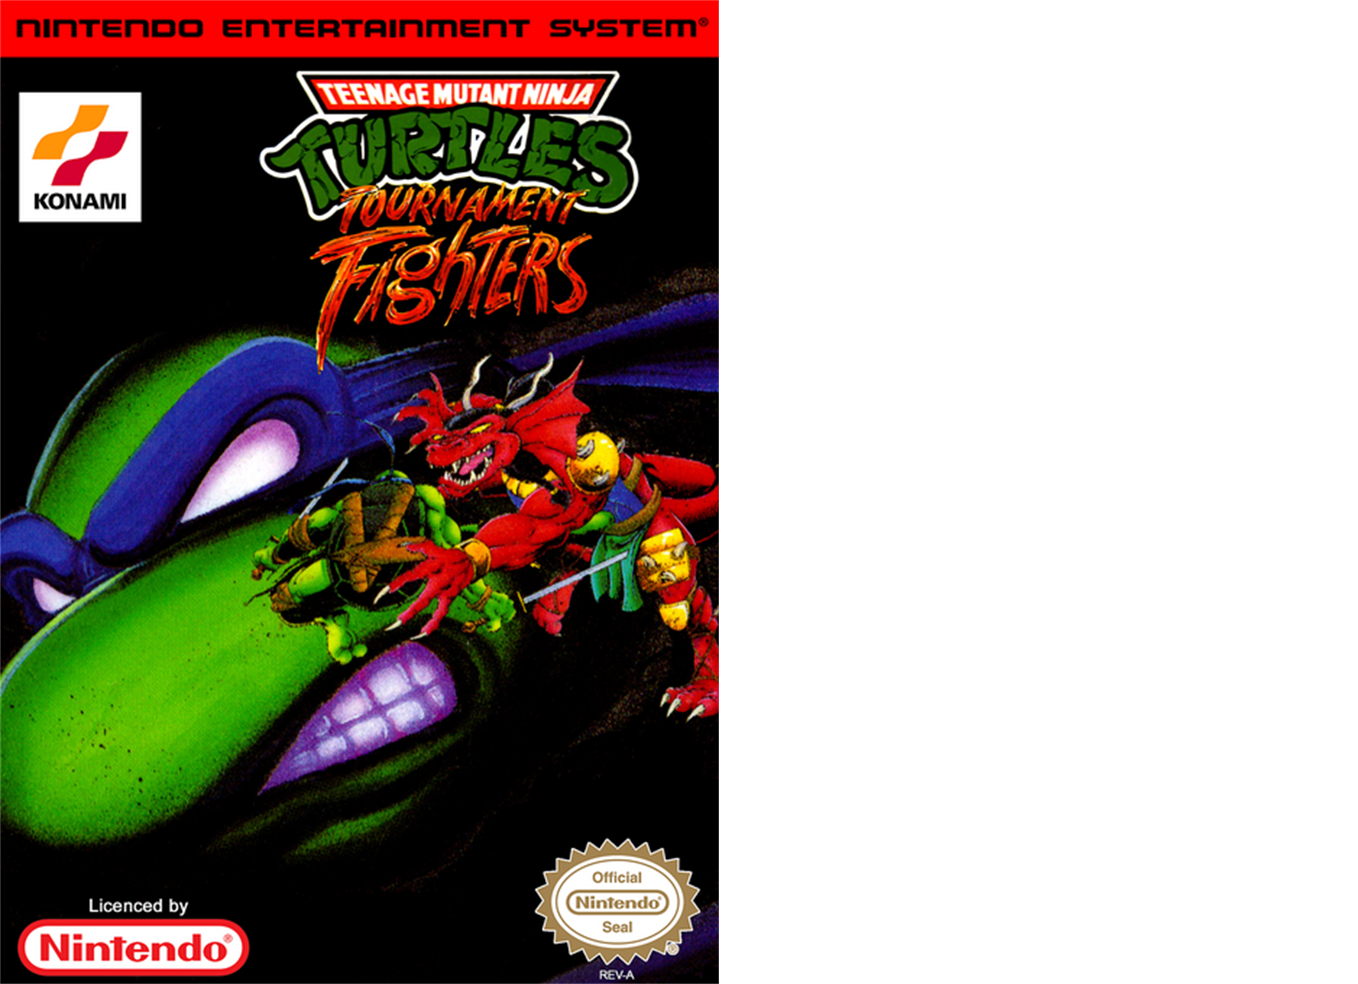 NINTENDO ENTERTAINMENT SYSTEM®
KONAMI
TEENAGE MUTANT NINJA
TURTLES
TOURNAMENT
FIGHTERS
Licenced by
Nintendo®
Official
Nintendo®
Seal
®
REV-A